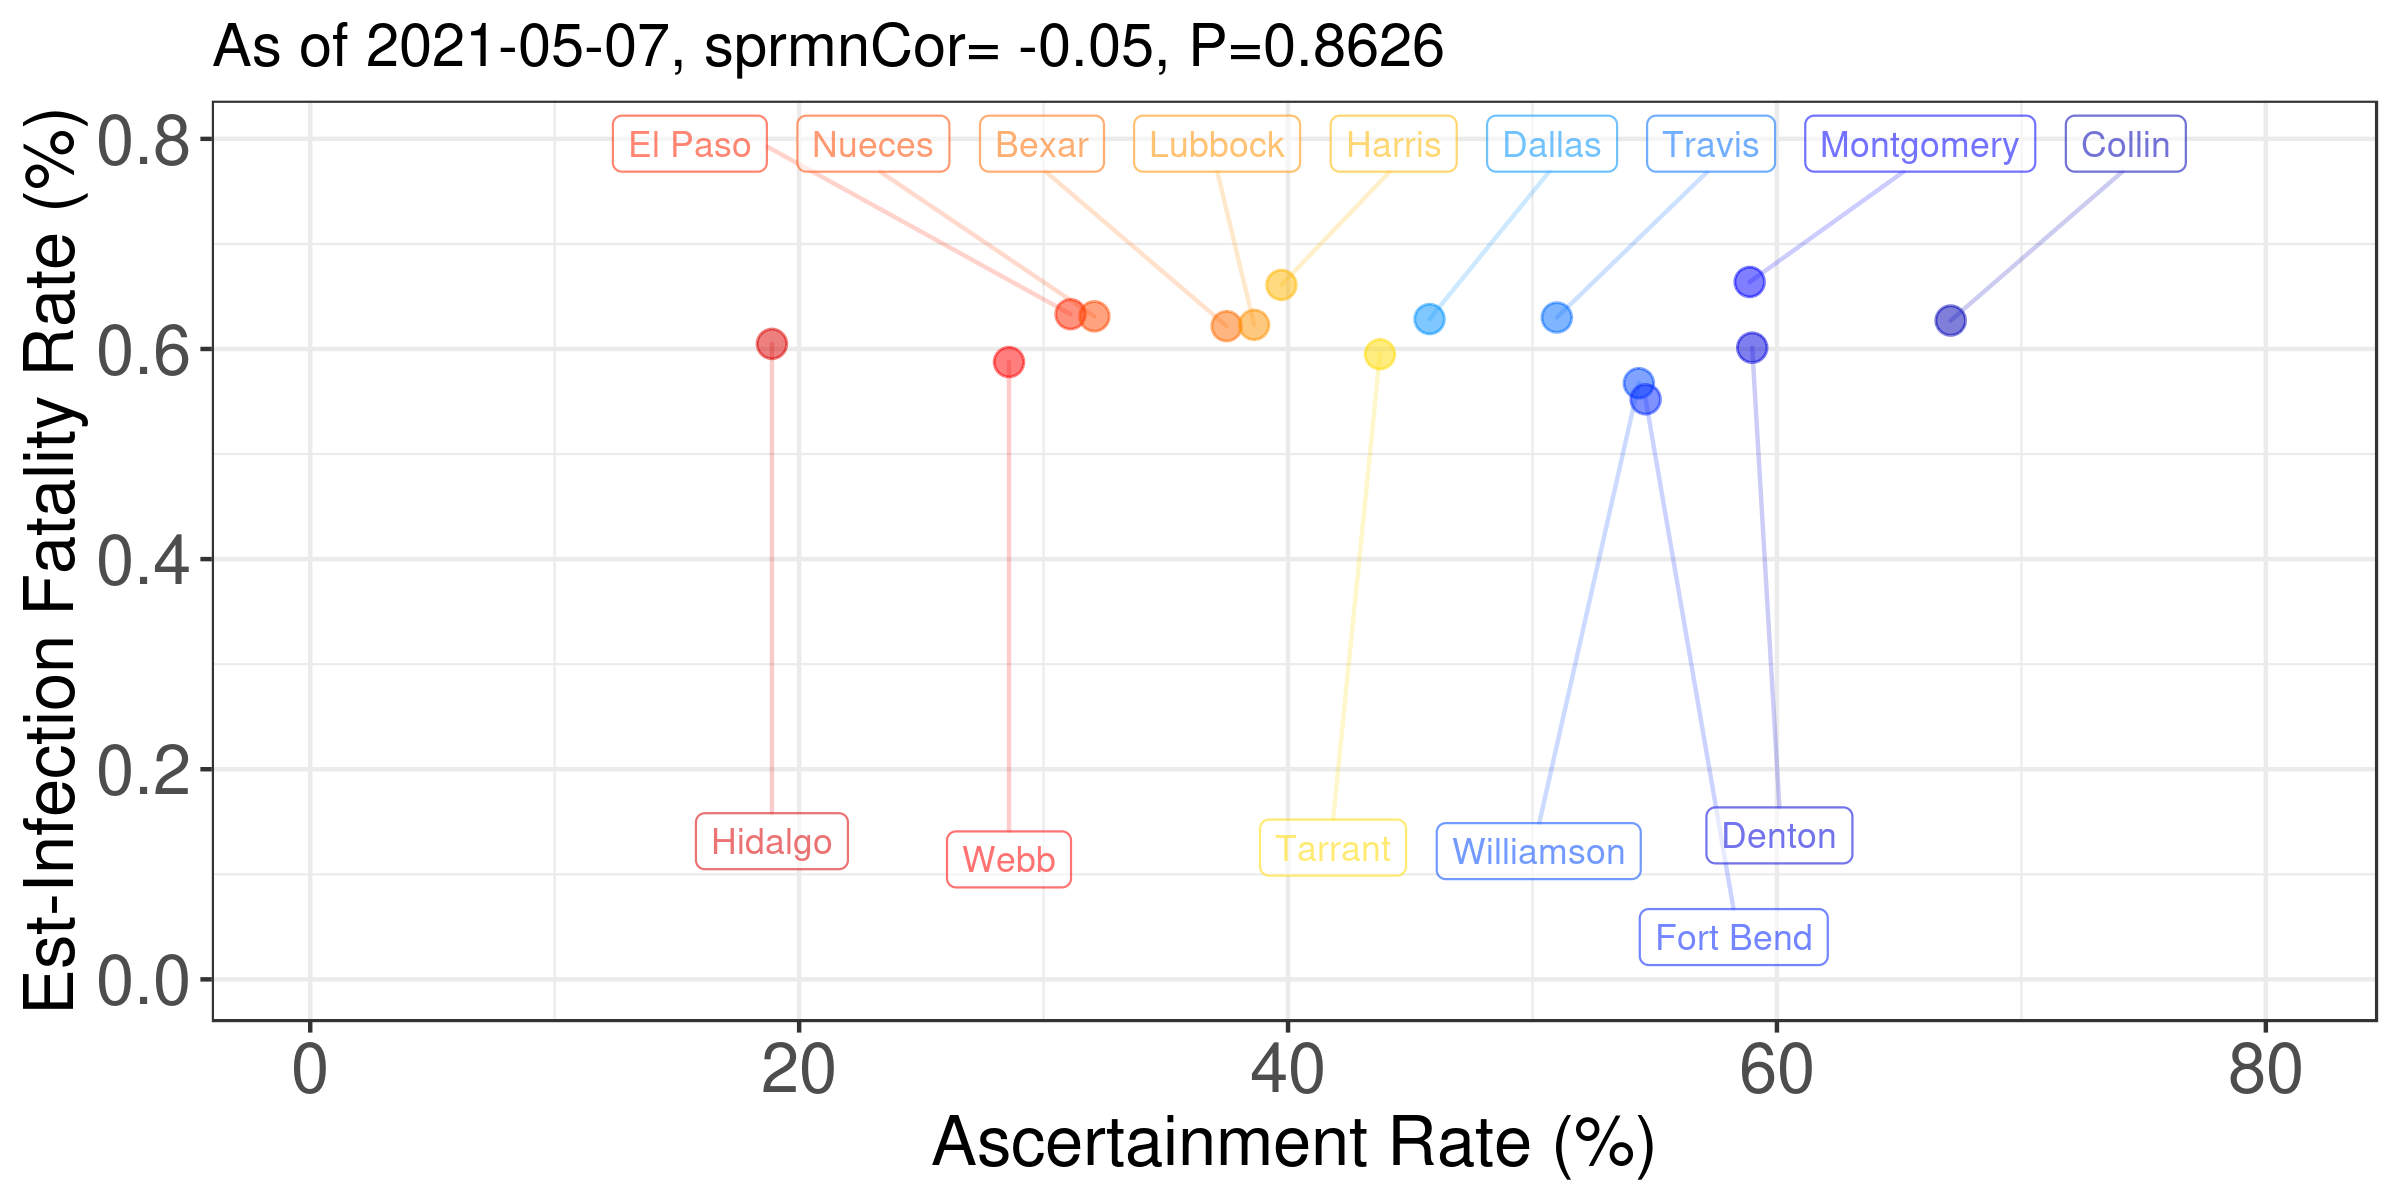 As of 2021-05-07, sprmnCor= -0.05, P=0.8626
Est-Infection Fatality Rate (%)
0.8
0.6
0.4
0.2
0.0
El Paso
Nueces
Bexar
Lubbock
Harris
Dallas
Travis
Montgomery
Collin
Hidalgo
Webb
Tarrant
Williamson
Denton
Fort Bend
0
20
40
60
80
Ascertainment Rate (%)